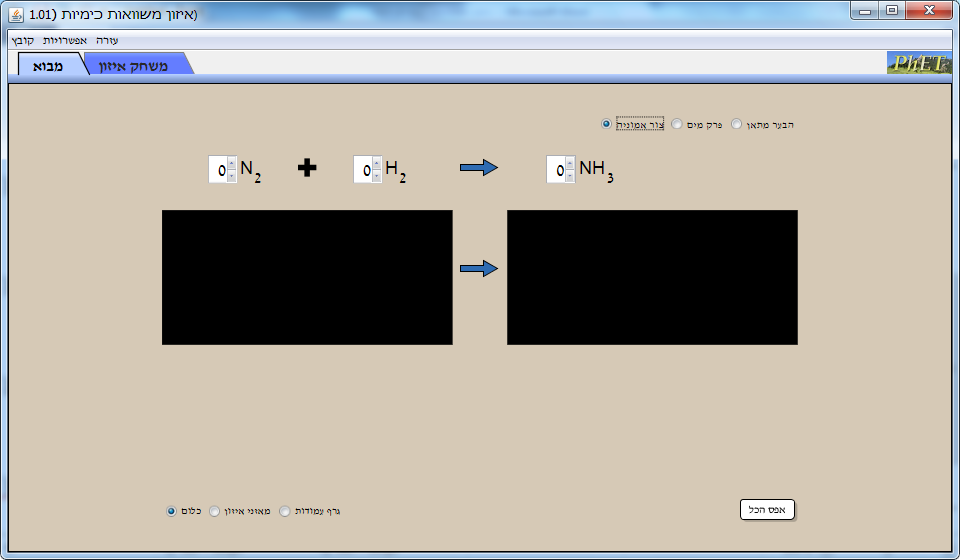 איזון משוואות כימיות (1.01)
קובץ אפשרויות עזרה
מבוא משחק איזון
PhET
צור אמוניה פרק מים הבער מתאן
0 N2 + 0 H2 0 NH3
כלום מאזני איזון גרף עמודות
אפס הכל